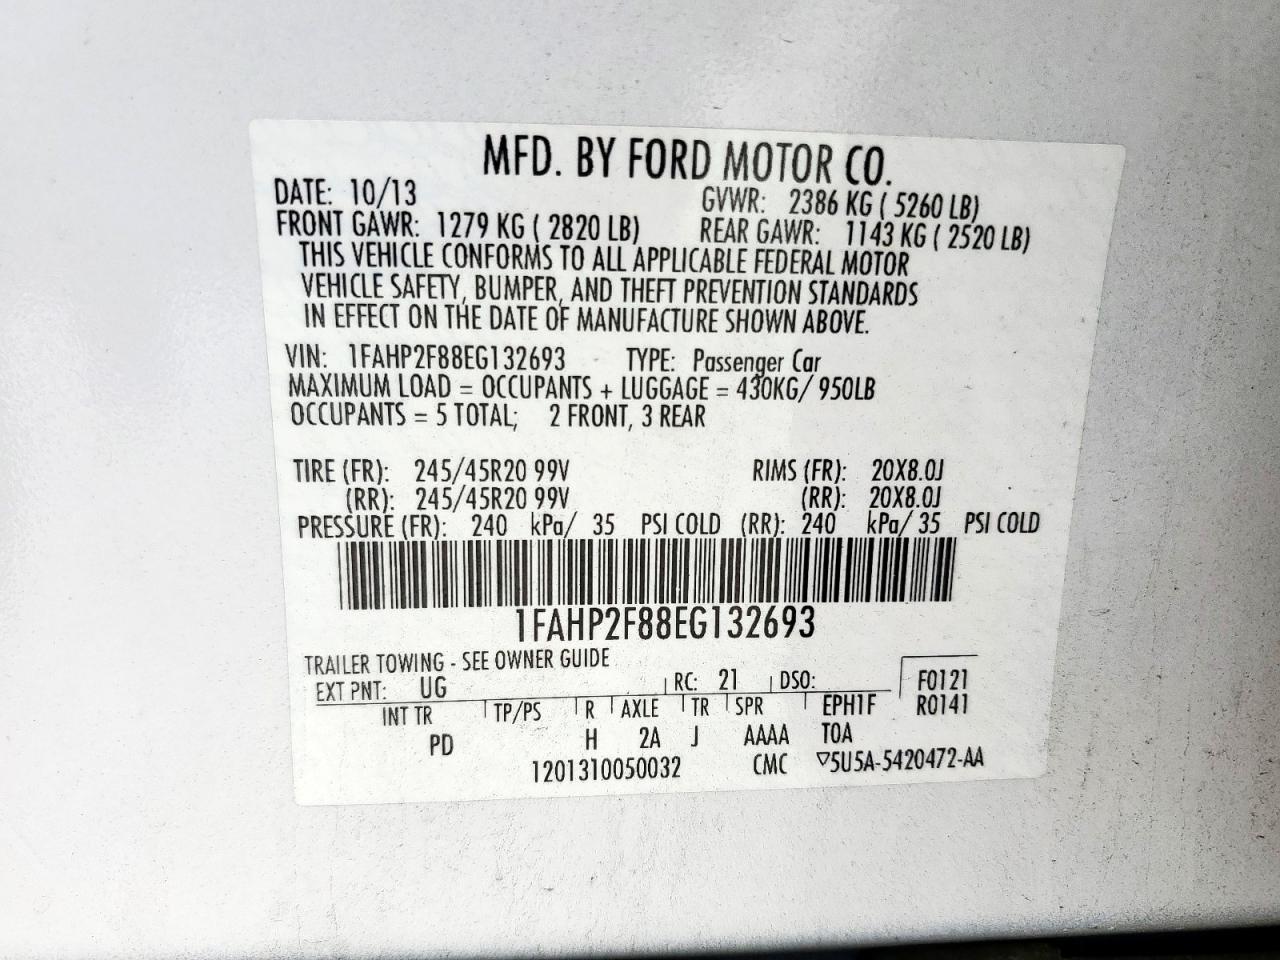 MFD. BY FORD MOTOR CO.
DATE: 10/13 GVWR: 2386 KG ( 5260 LB)
FRONT GAWR: 1279 KG ( 2820 LB) REAR GAWR: 1143 KG ( 2520 LB)
THIS VEHICLE CONFORMS TO ALL APPLICABLE FEDERAL MOTOR
VEHICLE SAFETY, BUMPER, AND THEFT PREVENTION STANDARDS
IN EFFECT ON THE DATE OF MANUFACTURE SHOWN ABOVE.
VIN: 1FAHP2F88EG132693 TYPE: Passenger Car
MAXIMUM LOAD = OCCUPANTS + LUGGAGE = 430KG/ 950LB
OCCUPANTS = 5 TOTAL; 2 FRONT, 3 REAR
TIRE (FR): 245/45R20 99V RIMS (FR): 20X8.0J
(RR): 245/45R20 99V (RR): 20X8.0J
PRESSURE (FR): 240 kPa/ 35 PSI COLD (RR): 240 kPa/ 35 PSI COLD
1FAHP2F88EG132693
TRAILER TOWING - SEE OWNER GUIDE
EXT PNT: UG RC: 21 DSO: F0121
INT TR TP/PS R AXLE TR SPR EPH1F R0141
PD H 2A J AAAA TOA
1201310050032 CMC ▽5U5A-5420472-AA